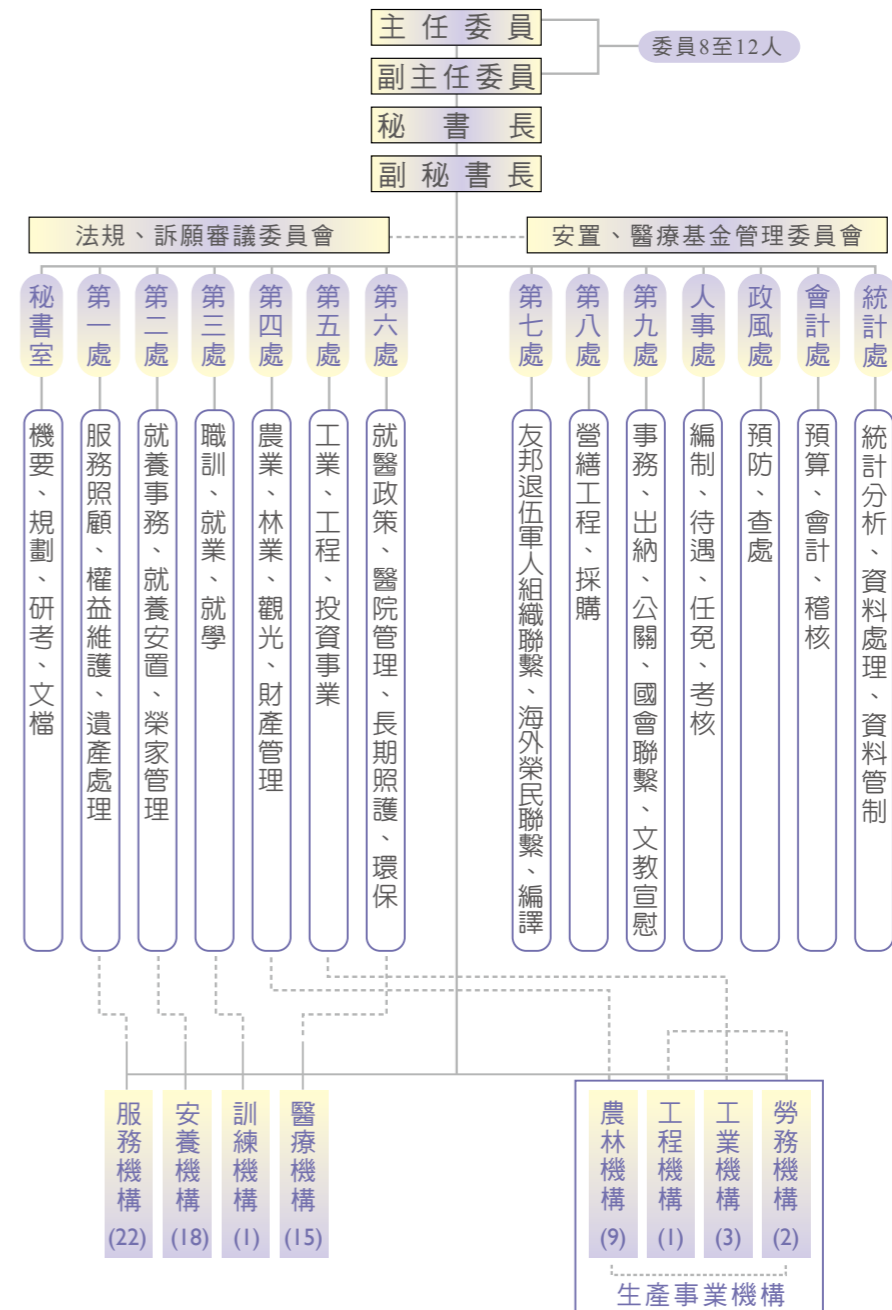 主任委員
委員8至12人
副主任委員
秘書長
副秘書長
法規、訴願審議委員會
安置、醫療基金管理委員會
秘書室
第一處
第二處
第三處
第四處
第五處
第六處
第七處
第八處
第九處
人事處
政風處
會計處
統計處
機要、規劃、研考、文檔
服務照顧、權益維護、遺產處理
就養事務、就養安置、榮家管理
職訓、就業、就學
農業、林業、觀光、財產管理
工業、工程、投資事業
就醫政策、醫院管理、長期照護、環保
友邦退伍軍人組織聯繫、海外榮民聯繫、編譯
營繕工程、採購
事務、出納、公關、國會聯繫、文教宣慰
編制、待遇、任免、考核
預防、查處
預算、會計、稽核
統計分析、資料處理、資料管制
服務機構
(22)
安養機構
(18)
訓練機構
(1)
醫療機構
(15)
農林機構
(9)
工程機構
(1)
工業機構
(3)
勞務機構
(2)
生產事業機構